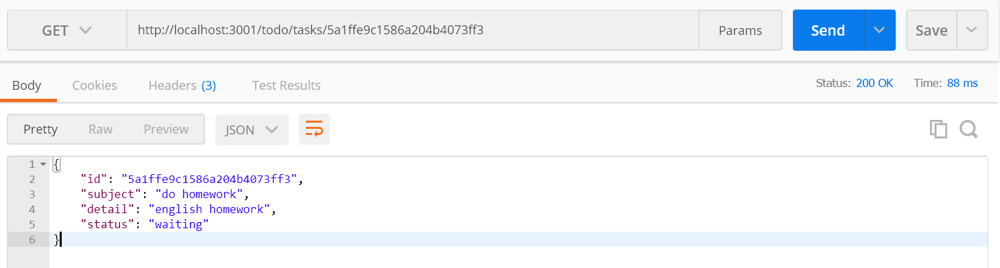 GET http://localhost:3001/todo/tasks/5a1ffe9c1586a204b4073ff3 Params Send Save
Body Cookies Headers (3) Test Results Status: 200 OK Time: 88 ms
Pretty Raw Preview JSON
1 {
2 "id": "5a1ffe9c1586a204b4073ff3",
3 "subject": "do homework",
4 "detail": "english homework",
5 "status": "waiting"
6 }